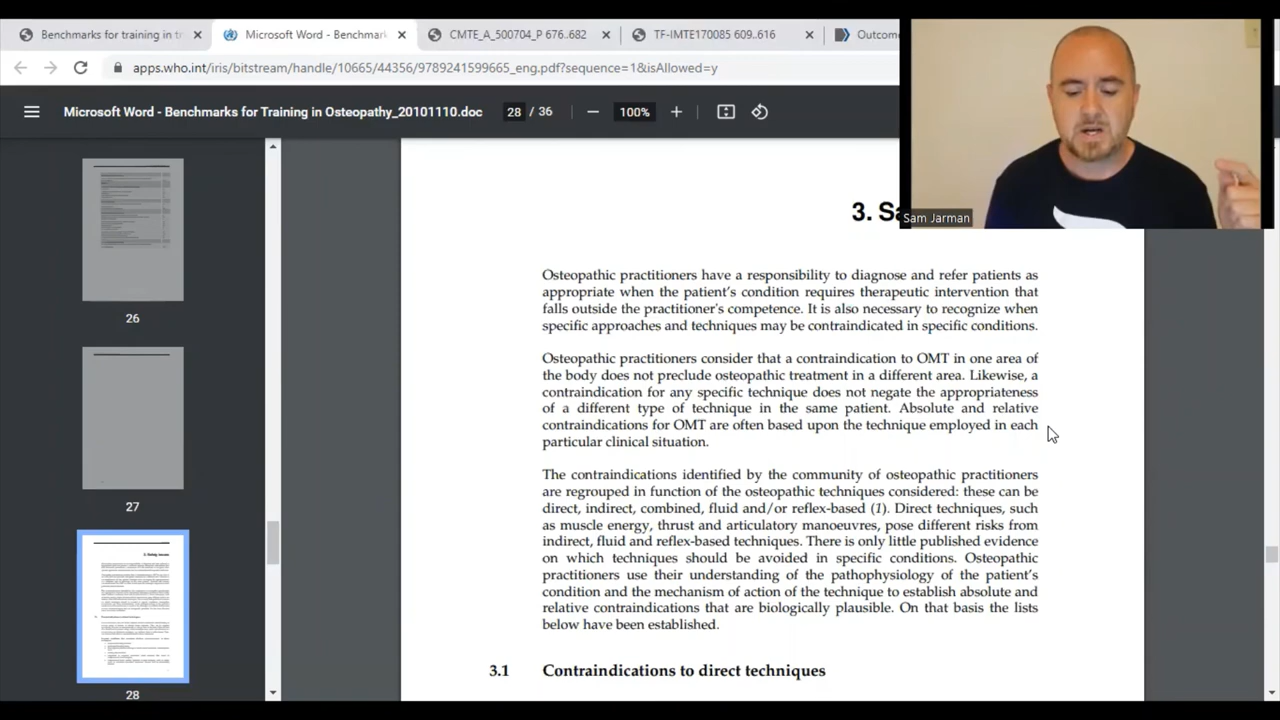 Benchmarks for training in tr
Microsoft Word - Benchmark
CMTE_A_500704_P 676..682
TF-IMTE170085 609..616
Outcome
apps.who.int/iris/bitstream/handle/10665/44356/9789241599665_eng.pdf?sequence=1&isAllowed=y
Microsoft Word - Benchmarks for Training in Osteopathy_20101110.doc
28 / 36
100%
26
27
28
3. Sa
Sam Jarman
Osteopathic practitioners have a responsibility to diagnose and refer patients as
appropriate when the patient's condition requires therapeutic intervention that
falls outside the practitioner's competence. It is also necessary to recognize when
specific approaches and techniques may be contraindicated in specific conditions.
Osteopathic practitioners consider that a contraindication to OMT in one area of
the body does not preclude osteopathic treatment in a different area. Likewise, a
contraindication for any specific technique does not negate the appropriateness
of a different type of technique in the same patient. Absolute and relative
contraindications for OMT are often based upon the technique employed in each
particular clinical situation.
The contraindications identified by the community of osteopathic practitioners
are regrouped in function of the osteopathic techniques considered: these can be
direct, indirect, combined, fluid and/or reflex-based (1). Direct techniques, such
as muscle energy, thrust and articulatory manoeuvres, pose different risks from
indirect, fluid and reflex-based techniques. There is only little published evidence
on which techniques should be avoided in specific conditions. Osteopathic
practitioners use their understanding of the pathophysiology of the patient's
condition and the mechanism of action of the technique to establish absolute and
relative contraindications that are biologically plausible. On that basis the lists
below have been established.
3.1 Contraindications to direct techniques